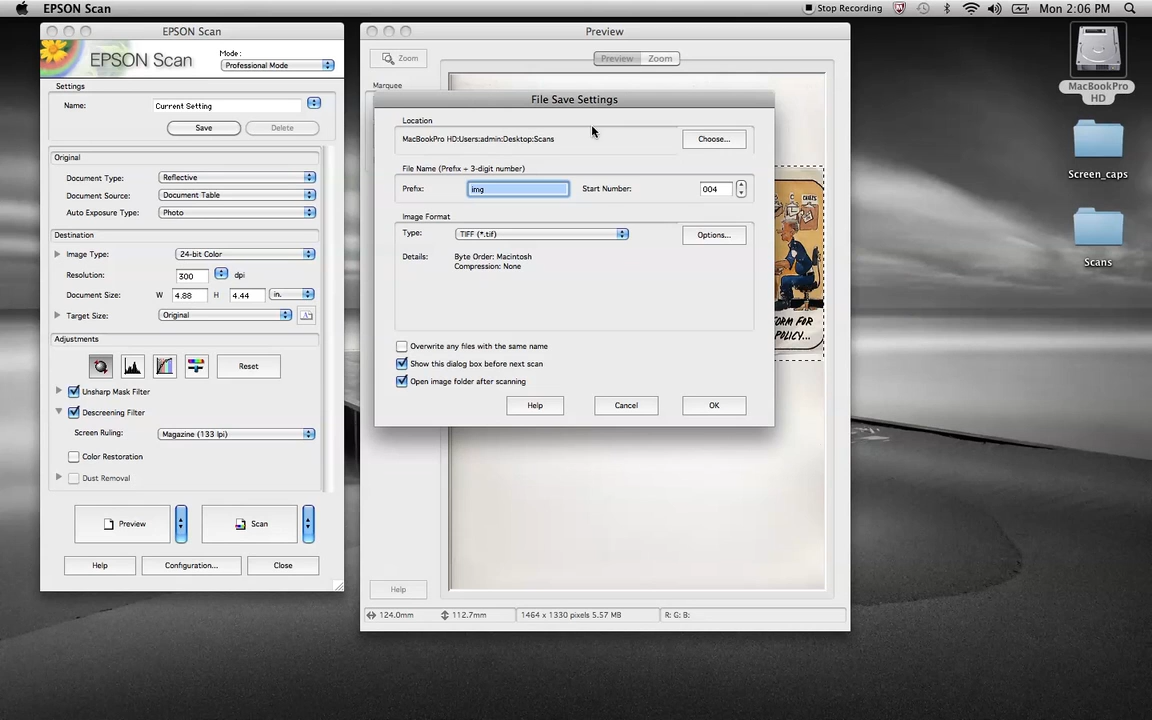 EPSON Scan
Stop Recording
Mon 2:06 PM
EPSON Scan
EPSON Scan
Mode:
Professional Mode
Settings
Name: Current Setting
Save Delete
Original
Document Type: Reflective
Document Source: Document Table
Auto Exposure Type: Photo
Destination
Image Type: 24-bit Color
Resolution: 300 dpi
Document Size: W 4.88 H 4.44 in.
Target Size: Original
Adjustments
Reset
Unsharp Mask Filter
Descreening Filter
Screen Ruling: Magazine (133 lpi)
Color Restoration
Dust Removal
Preview Scan
Help Configuration... Close
Preview
Zoom
Preview Zoom
Marquee
File Save Settings
Location
MacBookPro HD:Users:admin:Desktop:Scans Choose...
File Name (Prefix + 3-digit number)
Prefix: img Start Number: 004
Image Format
Type: TIFF (*.tif) Options...
Details: Byte Order: Macintosh
Compression: None
Overwrite any files with the same name
Show this dialog box before next scan
Open image folder after scanning
Help Cancel OK
FORM FOR
POLICY...
Help
124.0mm 112.7mm 1464 x 1330 pixels 5.57 MB R: G: B:
MacBookPro
HD
Screen_caps
Scans